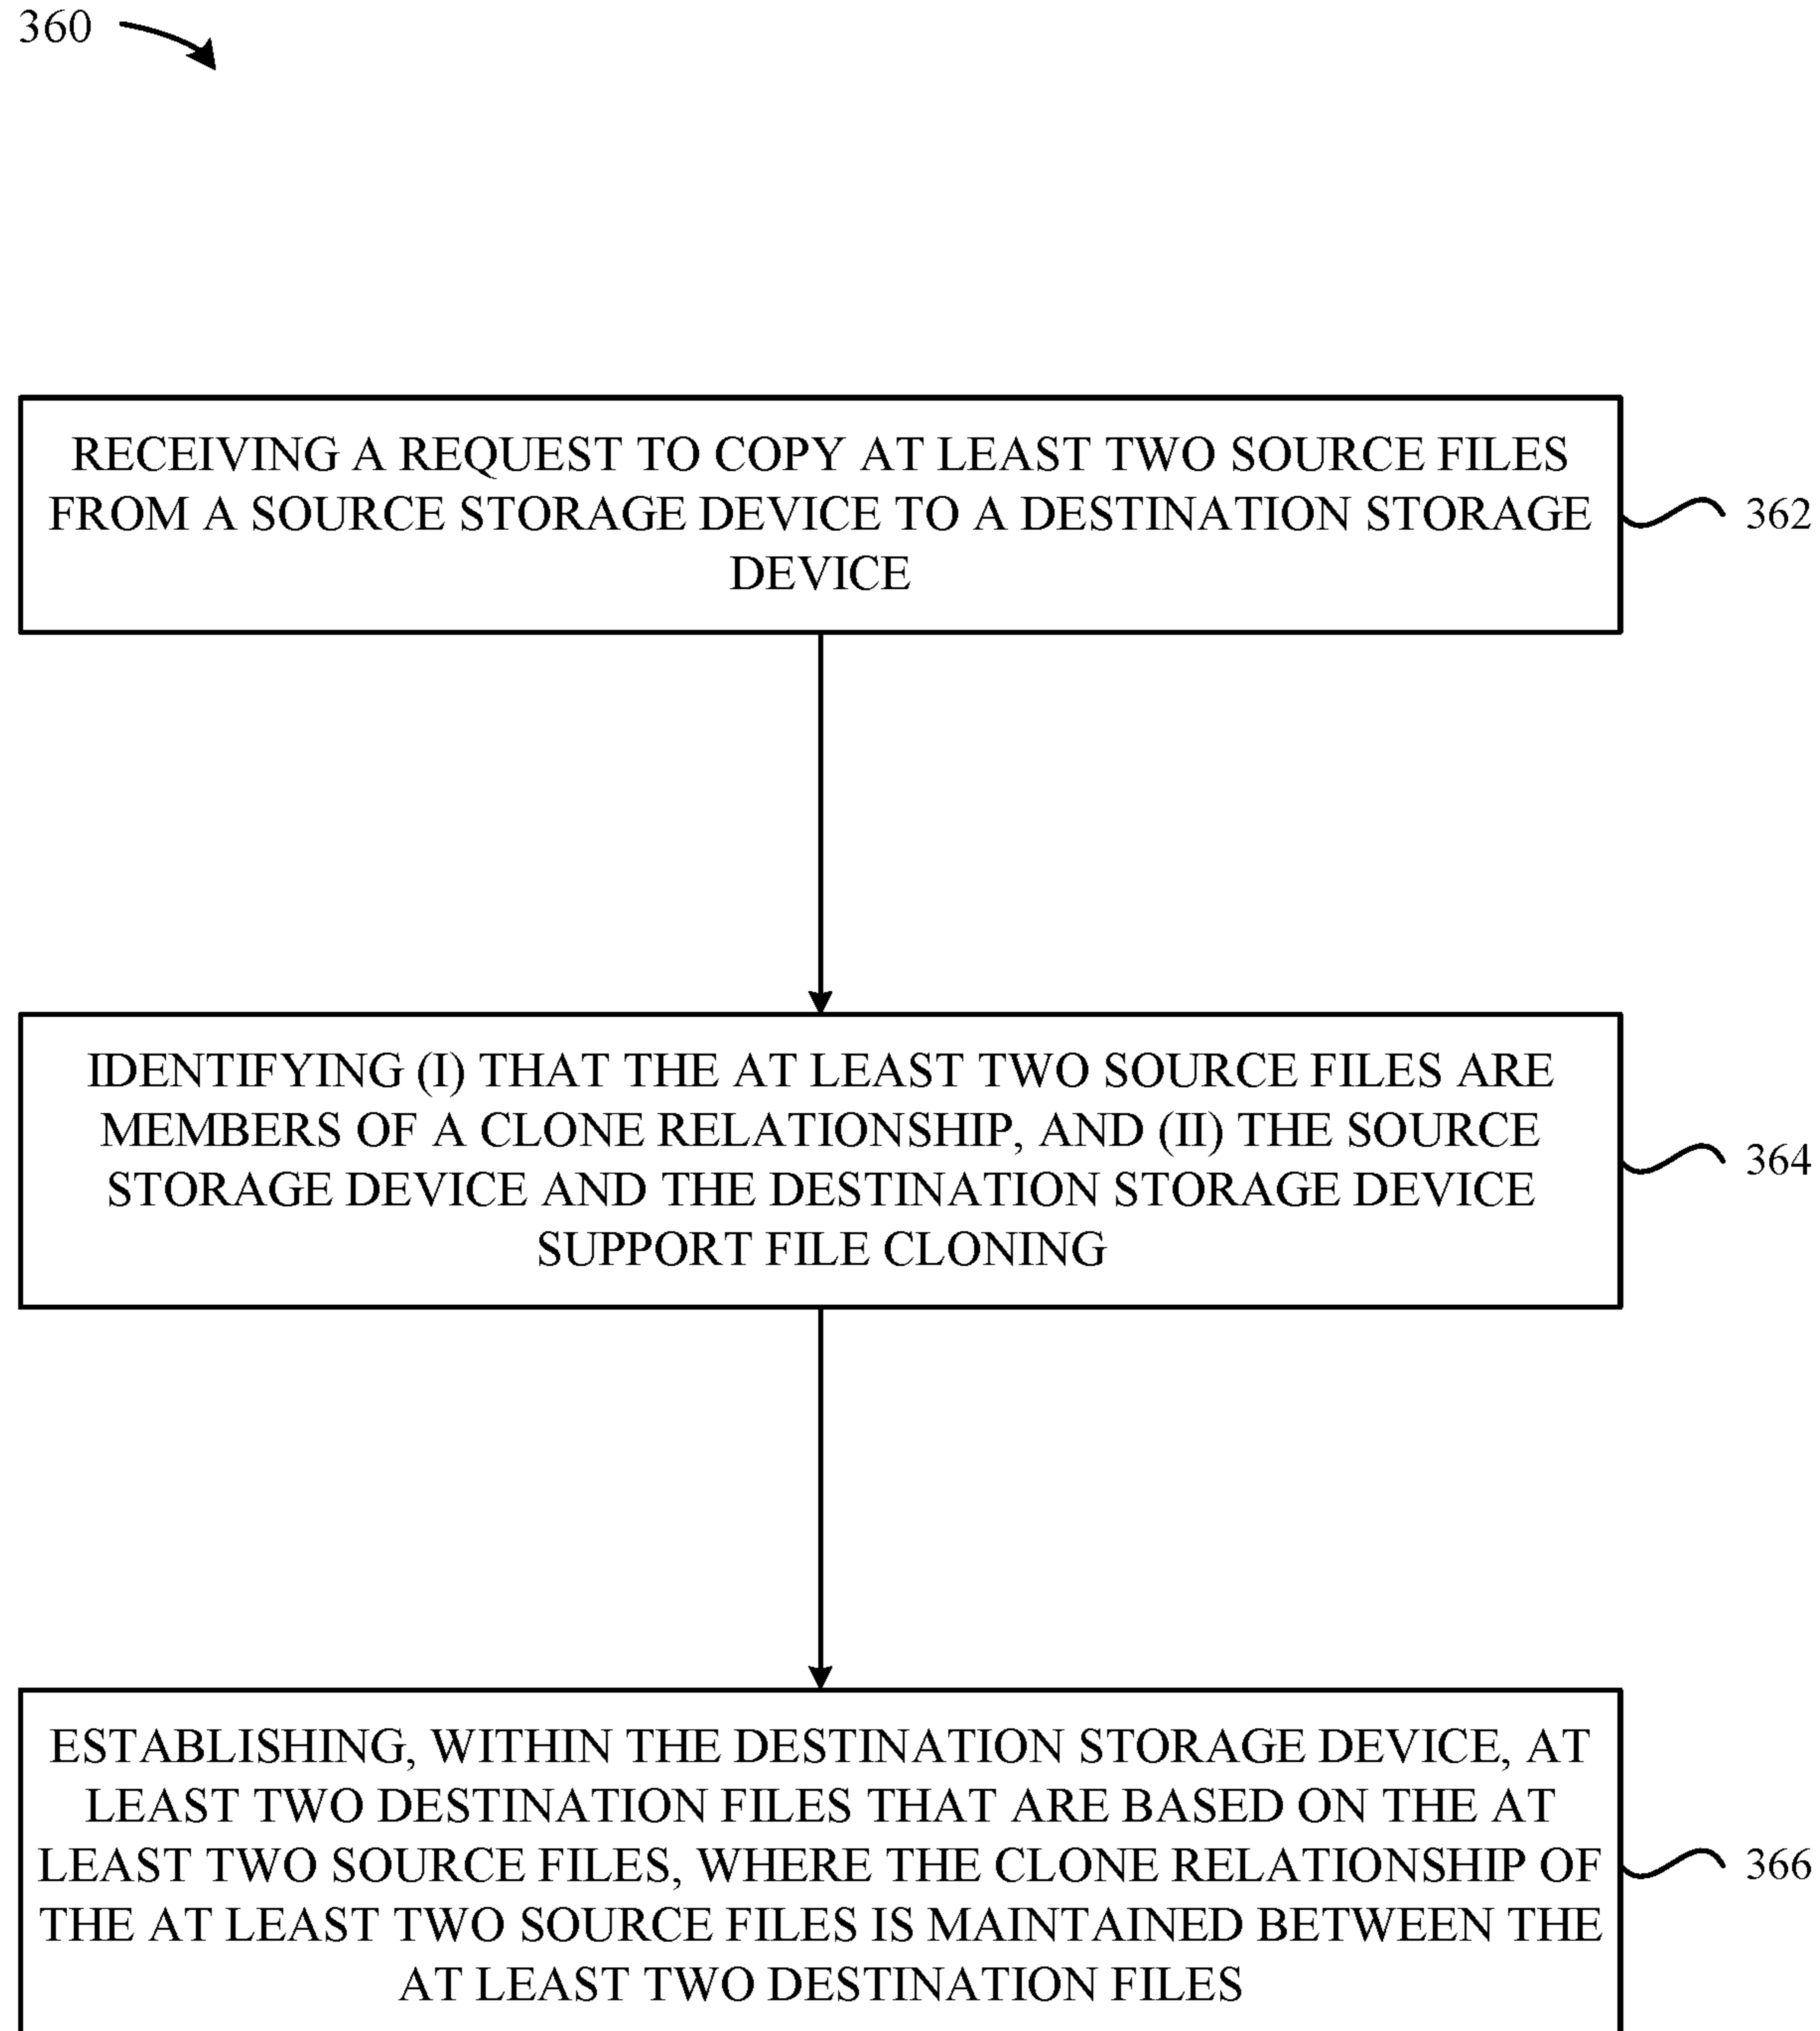 360
RECEIVING A REQUEST TO COPY AT LEAST TWO SOURCE FILES
FROM A SOURCE STORAGE DEVICE TO A DESTINATION STORAGE
DEVICE
362
IDENTIFYING (I) THAT THE AT LEAST TWO SOURCE FILES ARE
MEMBERS OF A CLONE RELATIONSHIP, AND (II) THE SOURCE
STORAGE DEVICE AND THE DESTINATION STORAGE DEVICE
SUPPORT FILE CLONING
364
ESTABLISHING, WITHIN THE DESTINATION STORAGE DEVICE, AT
LEAST TWO DESTINATION FILES THAT ARE BASED ON THE AT
LEAST TWO SOURCE FILES, WHERE THE CLONE RELATIONSHIP OF
THE AT LEAST TWO SOURCE FILES IS MAINTAINED BETWEEN THE
AT LEAST TWO DESTINATION FILES
366